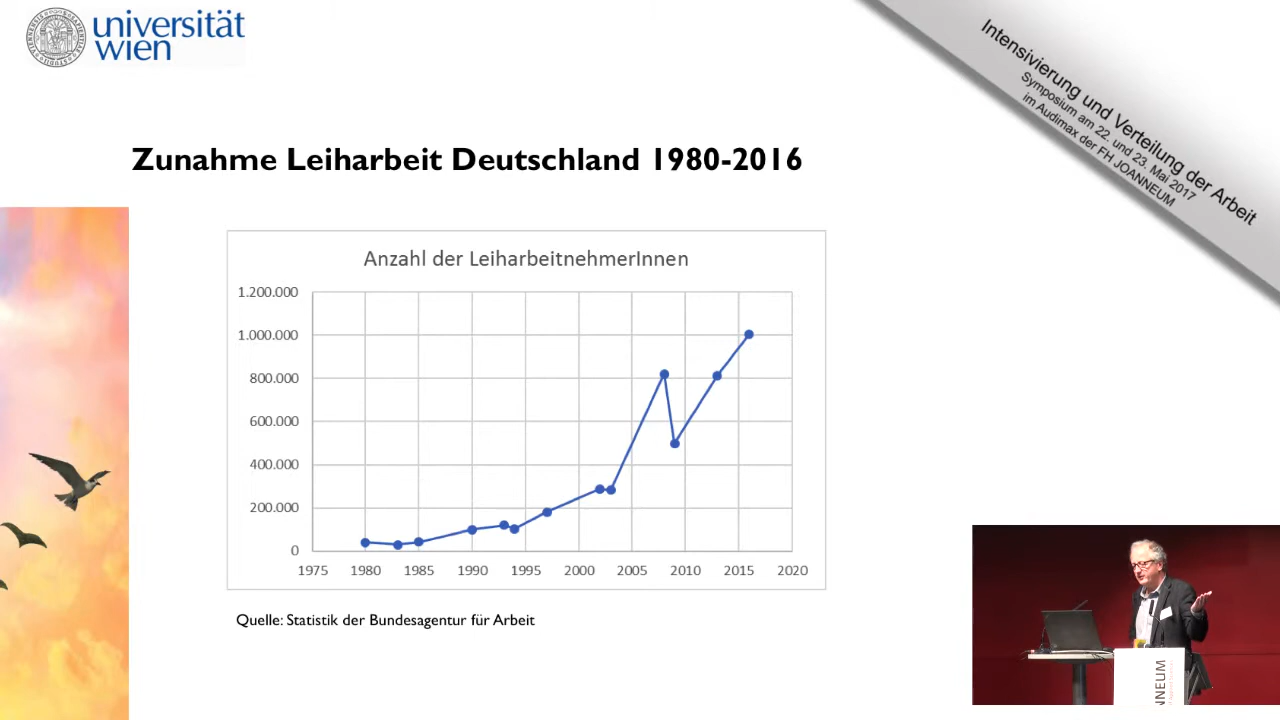 universität
wien
Intensivierung und Verteilung der Arbeit
Symposium am 22. und 23. Mai 2017
im Audimax der FH JOANNEUM
Zunahme Leiharbeit Deutschland 1980-2016
Anzahl der LeiharbeitnehmerInnen
1.200.000
1.000.000
800.000
600.000
400.000
200.000
0
1975 1980 1985 1990 1995 2000 2005 2010 2015 2020
Quelle: Statistik der Bundesagentur für Arbeit
NNEUM